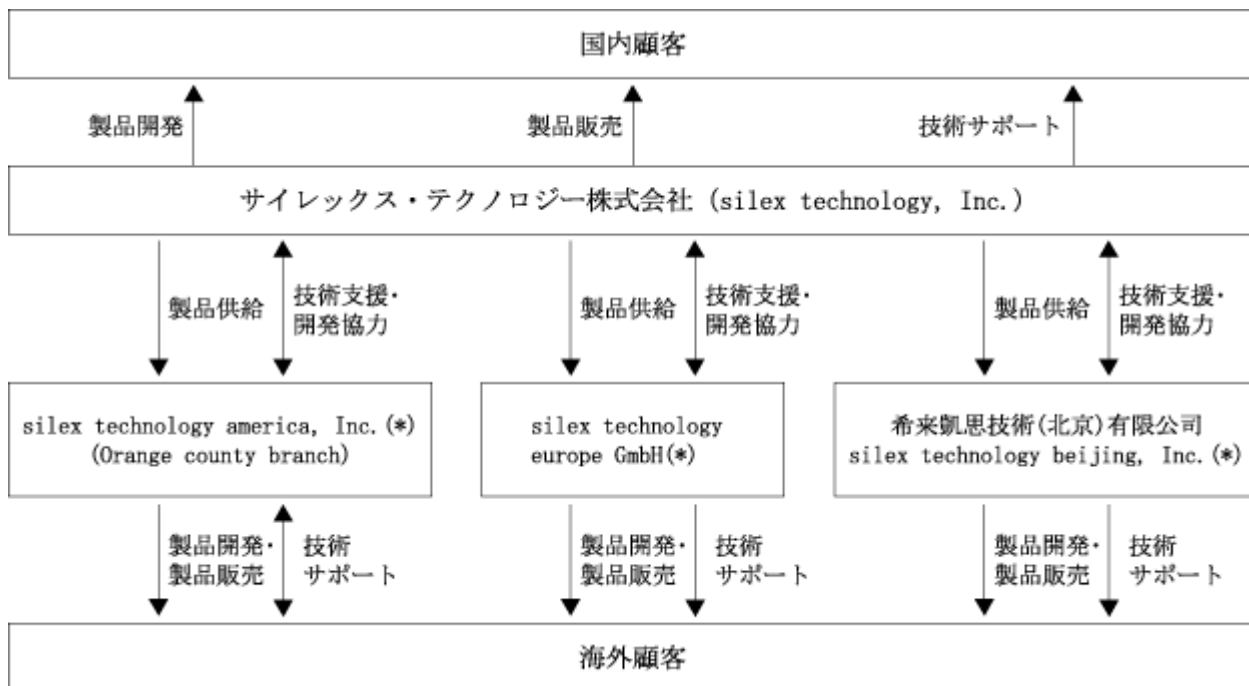 国内顧客
製品開発
製品販売
技術サポート
サイレックス・テクノロジー株式会社 (silex technology, Inc.)
製品供給
技術支援・
開発協力
製品供給
技術支援・
開発協力
製品供給
技術支援・
開発協力
silex technology america, Inc.(*)
(Orange county branch)
silex technology
europe GmbH(*)
希来凱思技術(北京)有限公司
silex technology beijing, Inc.(*)
製品開発・
製品販売
技術
サポート
製品開発・
製品販売
技術
サポート
製品開発・
製品販売
技術
サポート
海外顧客